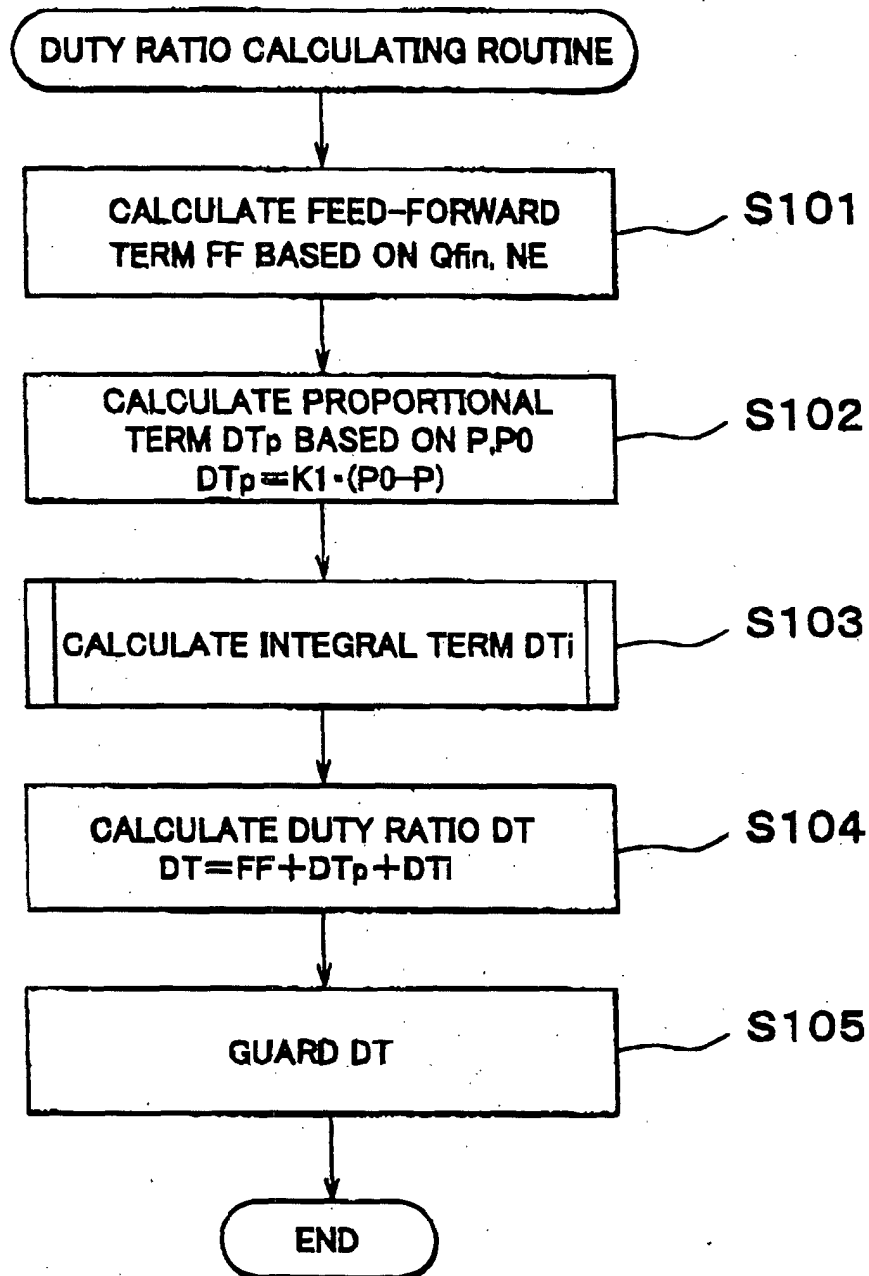 DUTY RATIO CALCULATING ROUTINE
CALCULATE FEED-FORWARD
TERM FF BASED ON Qfin, NE
S101
CALCULATE PROPORTIONAL
TERM DTp BASED ON P,P0
DTp=K1·(P0-P)
S102
CALCULATE INTEGRAL TERM DTi
S103
CALCULATE DUTY RATIO DT
DT=FF+DTp+DTi
S104
GUARD DT
S105
END